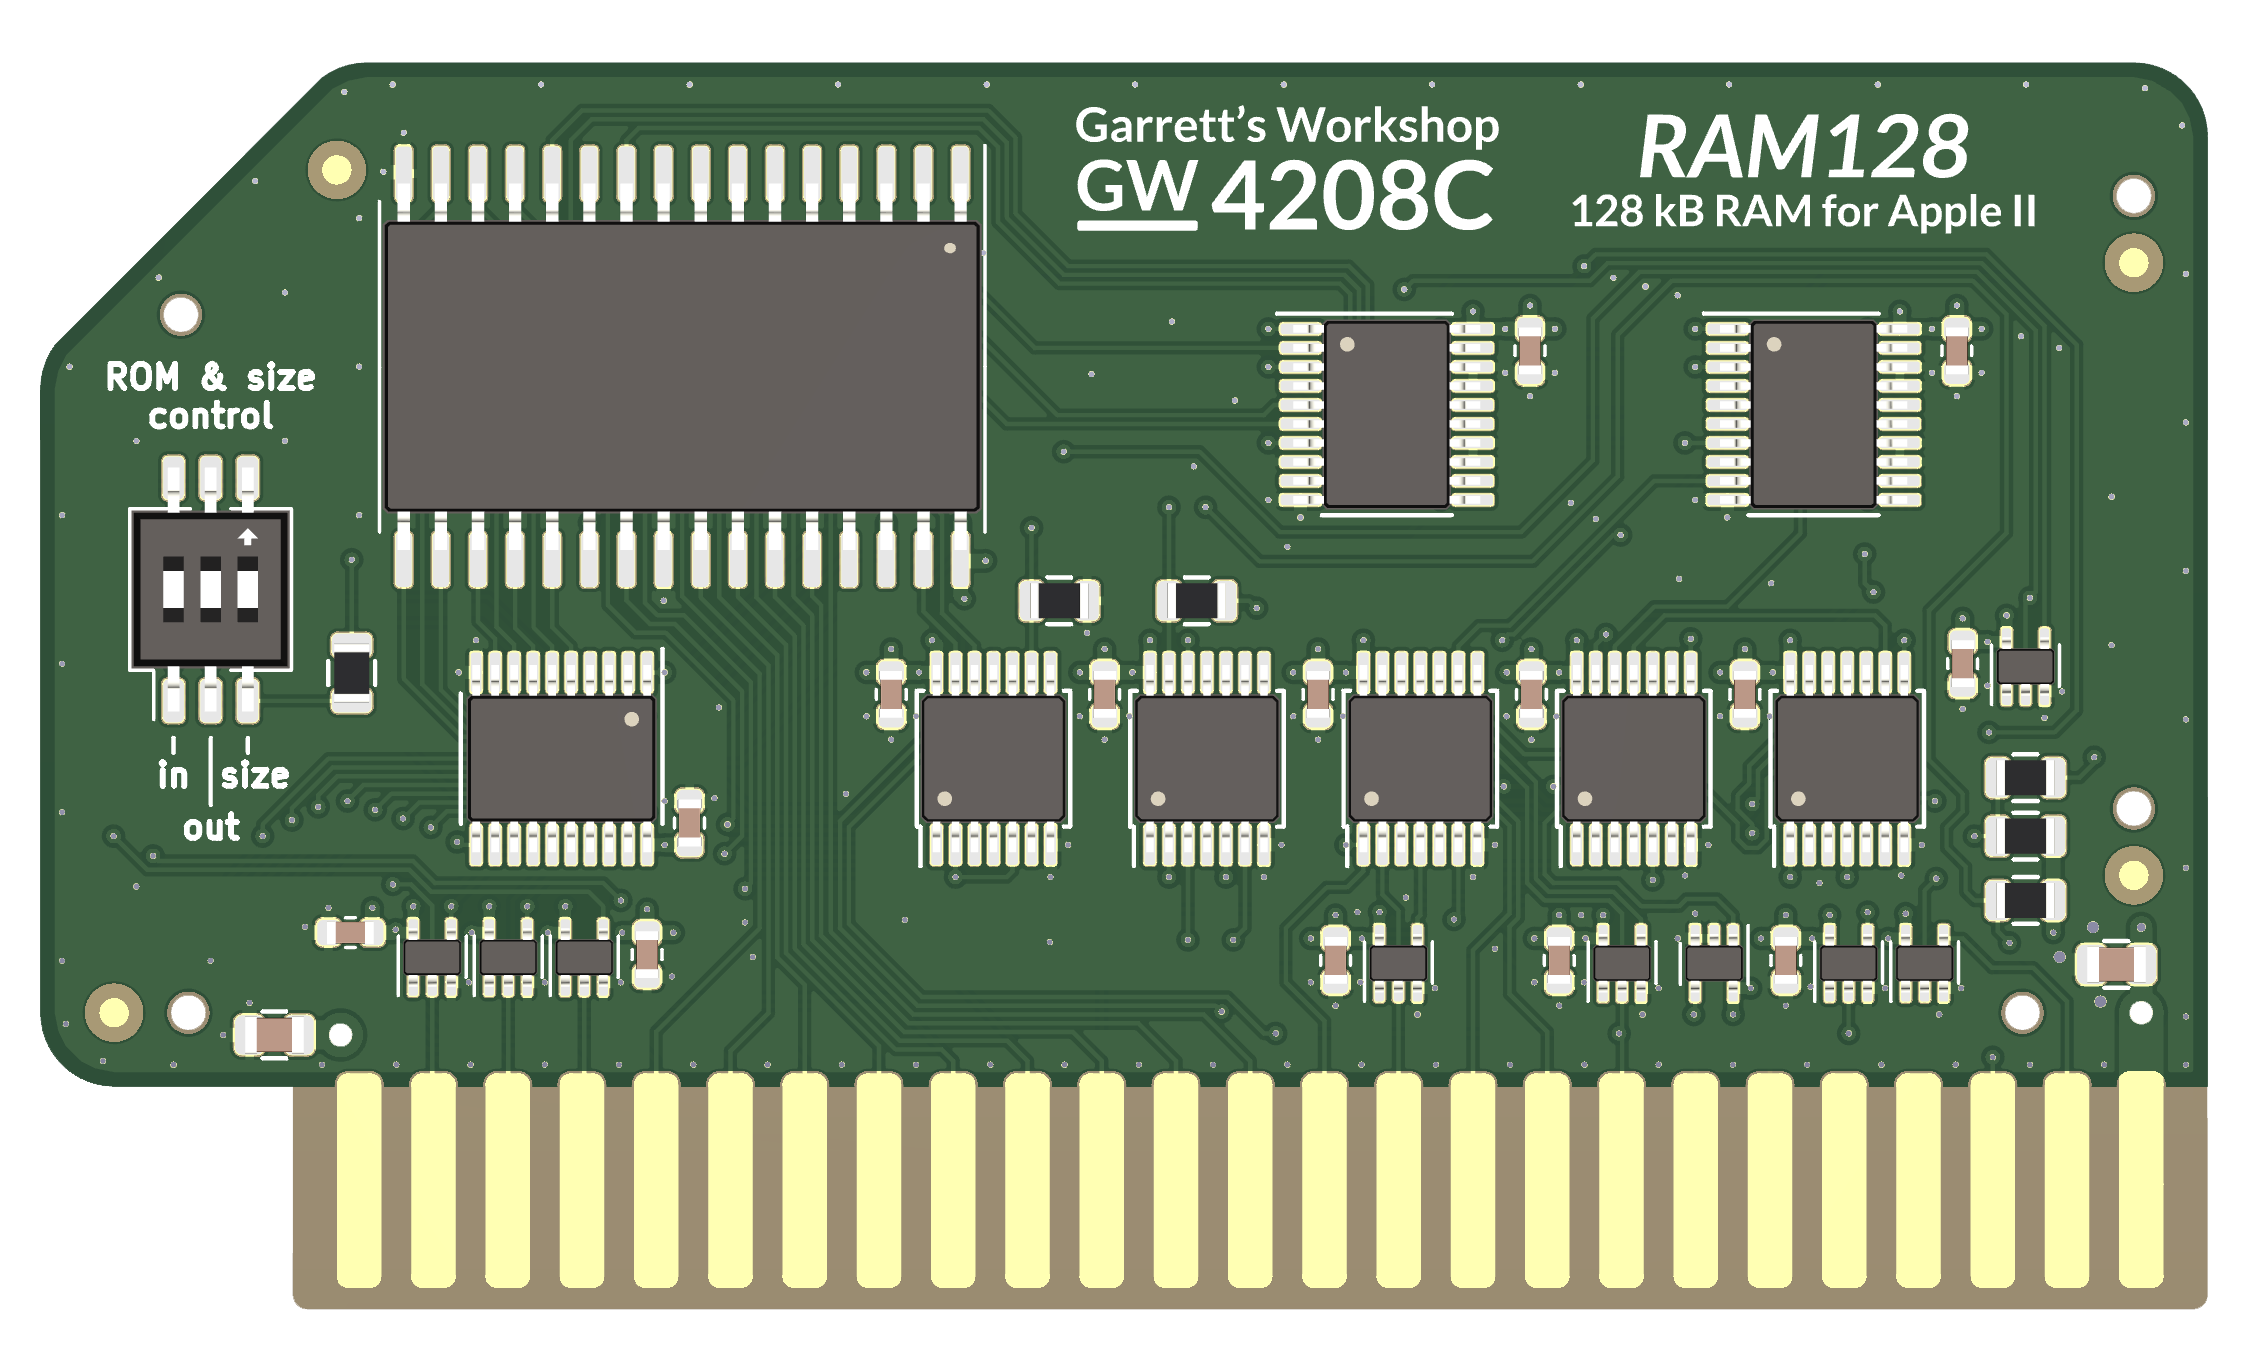 Garrett's Workshop
GW 4208C
RAM128
128 kB RAM for Apple II
ROM & size
control
in size
out